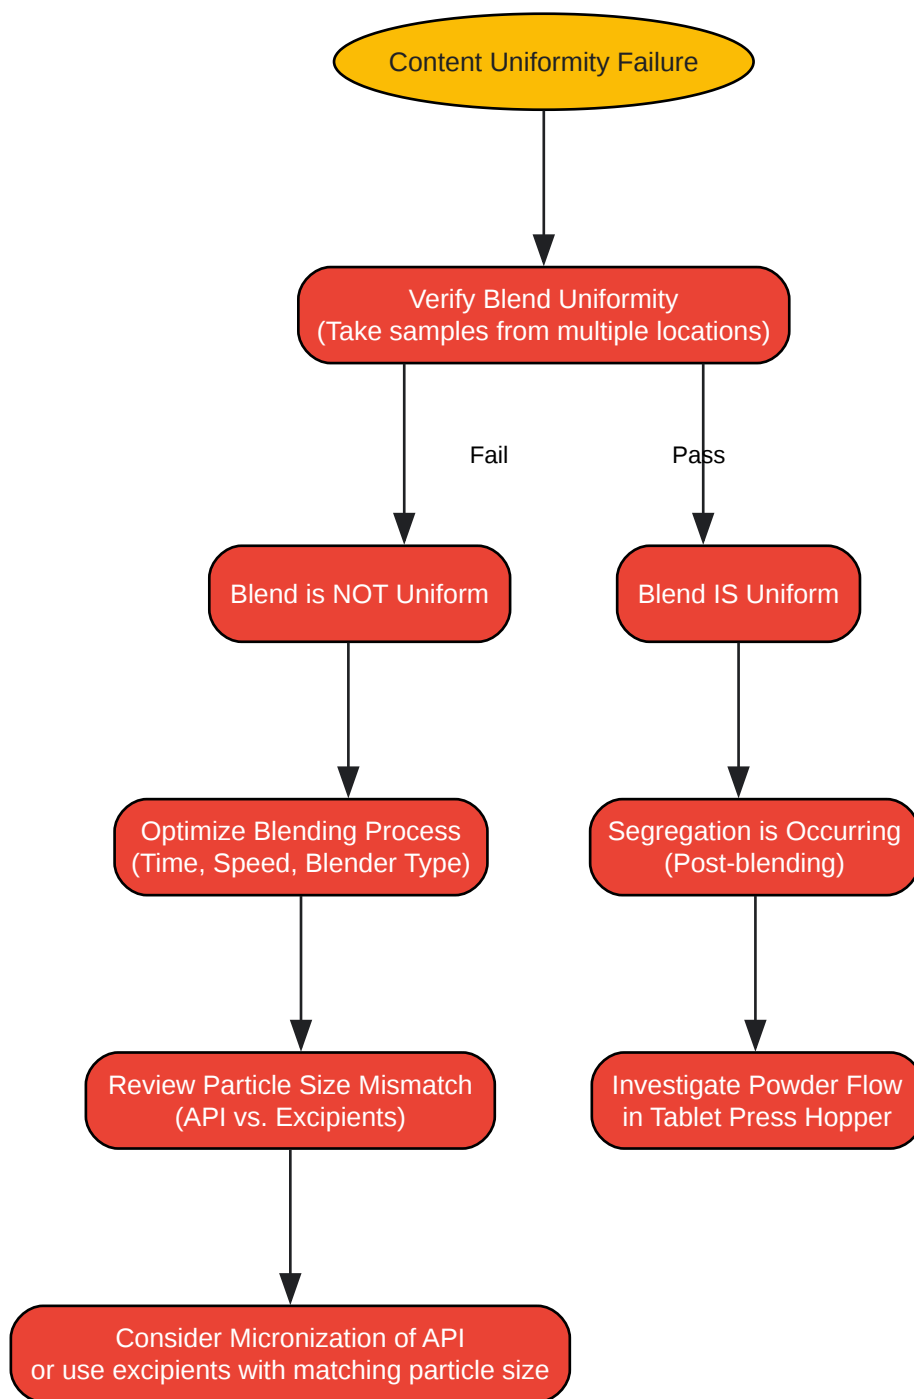 Content Uniformity Failure
Verify Blend Uniformity
(Take samples from multiple locations)
Fail
Pass
Blend is NOT Uniform
Blend IS Uniform
Optimize Blending Process
(Time, Speed, Blender Type)
Segregation is Occurring
(Post-blending)
Review Particle Size Mismatch
(API vs. Excipients)
Investigate Powder Flow
in Tablet Press Hopper
Consider Micronization of API
or use excipients with matching particle size